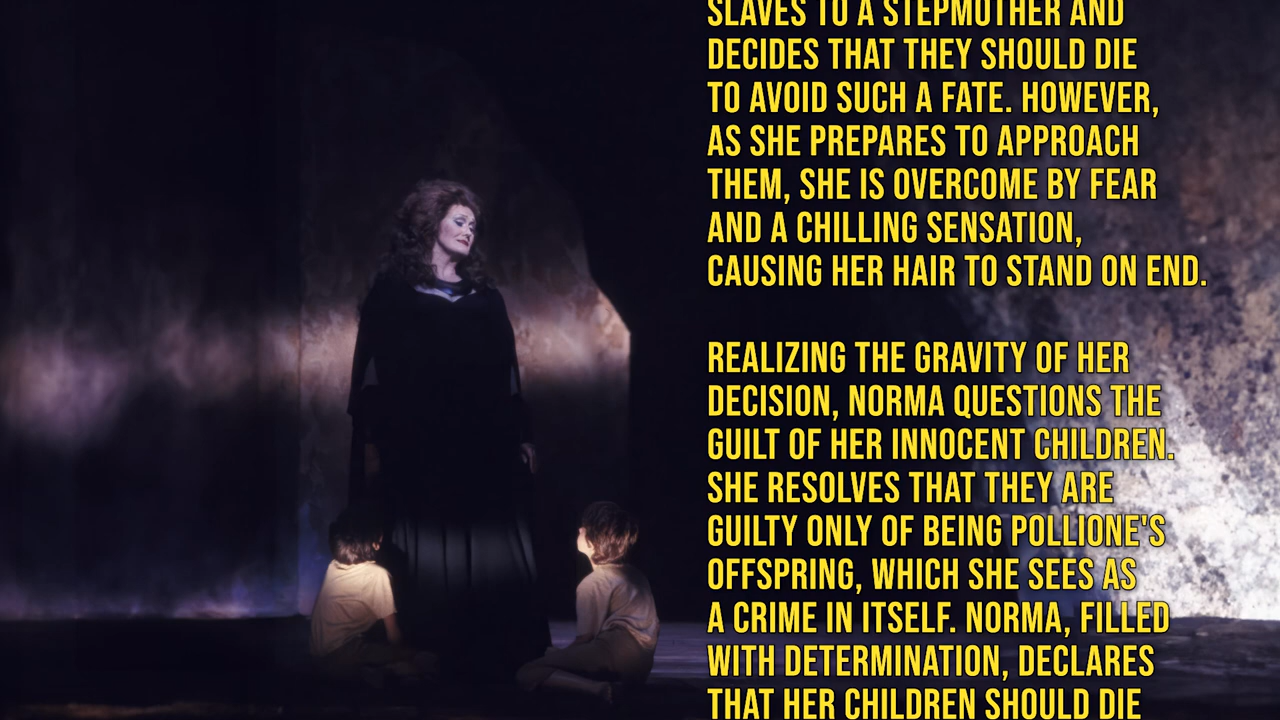 SLAVES TO A STEPMOTHER AND
DECIDES THAT THEY SHOULD DIE
TO AVOID SUCH A FATE. HOWEVER,
AS SHE PREPARES TO APPROACH
THEM, SHE IS OVERCOME BY FEAR
AND A CHILLING SENSATION,
CAUSING HER HAIR TO STAND ON END.
REALIZING THE GRAVITY OF HER
DECISION, NORMA QUESTIONS THE
GUILT OF HER INNOCENT CHILDREN.
SHE RESOLVES THAT THEY ARE
GUILTY ONLY OF BEING POLLIONE'S
OFFSPRING, WHICH SHE SEES AS
A CRIME IN ITSELF. NORMA, FILLED
WITH DETERMINATION, DECLARES
THAT HER CHILDREN SHOULD DIE